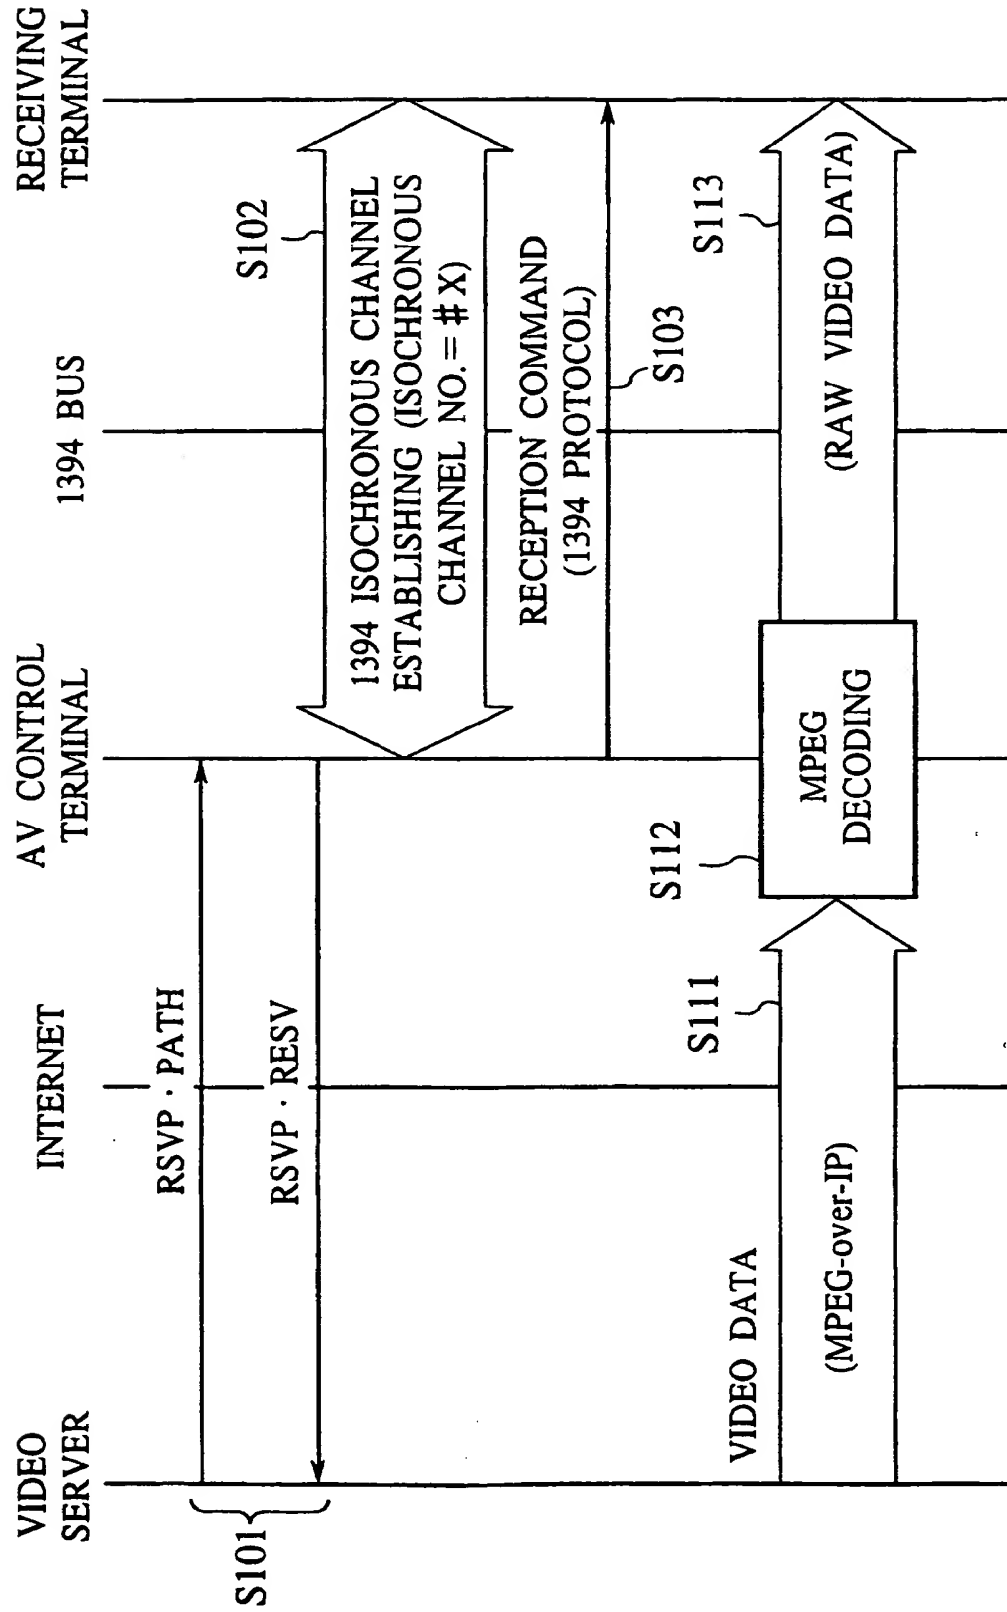 VIDEO
SERVER
INTERNET
AV CONTROL
TERMINAL
1394 BUS
RECEIVING
TERMINAL
S101
RSVP · PATH
RSVP · RESV
S102
1394 ISOCHRONOUS CHANNEL
ESTABLISHING (ISOCHRONOUS
CHANNEL NO. = #X)
RECEPTION COMMAND
(1394 PROTOCOL)
S103
VIDEO DATA
S111
(MPEG-over-IP)
S112
MPEG
DECODING
S113
(RAW VIDEO DATA)